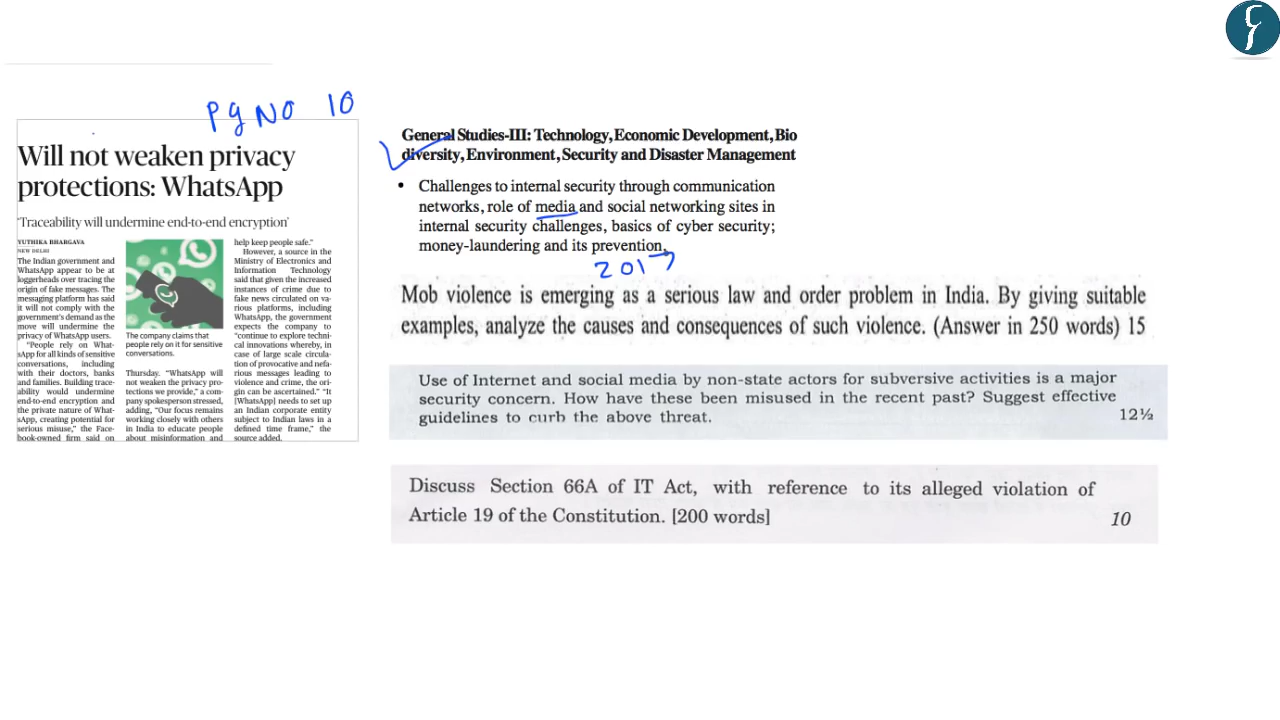 Pg NO 10
Will not weaken privacy
protections: WhatsApp
'Traceability will undermine end-to-end encryption'
YUTHIKA BHARGAVA
NEW DELHI
The Indian government and
WhatsApp appear to be at
loggerheads over tracing the
origin of fake messages. The
messaging platform has said
it will not comply with the
government's demand as the
move will undermine the
privacy of WhatsApp users.
"People rely on What-
sApp for all kinds of sensitive
conversations, including
with their doctors, banks
and families. Building trace-
ability would undermine
end-to-end encryption and
the private nature of What-
sApp, creating potential for
serious misuse," the Face-
book-owned firm said on
The company claims that
people rely on it for sensitive
conversations.
Thursday. "WhatsApp will
not weaken the privacy pro-
tections we provide," a com-
pany spokesperson stressed,
adding, "Our focus remains
working closely with others
in India to educate people
about misinformation and
help keep people safe."
However, a source in the
Ministry of Electronics and
Information Technology
said that given the increased
instances of crime due to
fake news circulated on va-
rious platforms, including
WhatsApp, the government
expects the company to
"continue to explore techni-
cal innovations whereby, in
case of large scale circula-
tion of provocative and nefa-
rious messages leading to
violence and crime, the ori-
gin can be ascertained." "It
[WhatsApp] needs to set up
an Indian corporate entity
subject to Indian laws in a
defined time frame," the
source added.
General Studies-III: Technology, Economic Development, Bio
diversity, Environment, Security and Disaster Management
• Challenges to internal security through communication
networks, role of media and social networking sites in
internal security challenges, basics of cyber security;
money-laundering and its prevention.
2017
Mob violence is emerging as a serious law and order problem in India. By giving suitable
examples, analyze the causes and consequences of such violence. (Answer in 250 words) 15
Use of Internet and social media by non-state actors for subversive activities is a major
security concern. How have these been misused in the recent past? Suggest effective
guidelines to curb the above threat. 12½
Discuss Section 66A of IT Act, with reference to its alleged violation of
Article 19 of the Constitution. [200 words] 10